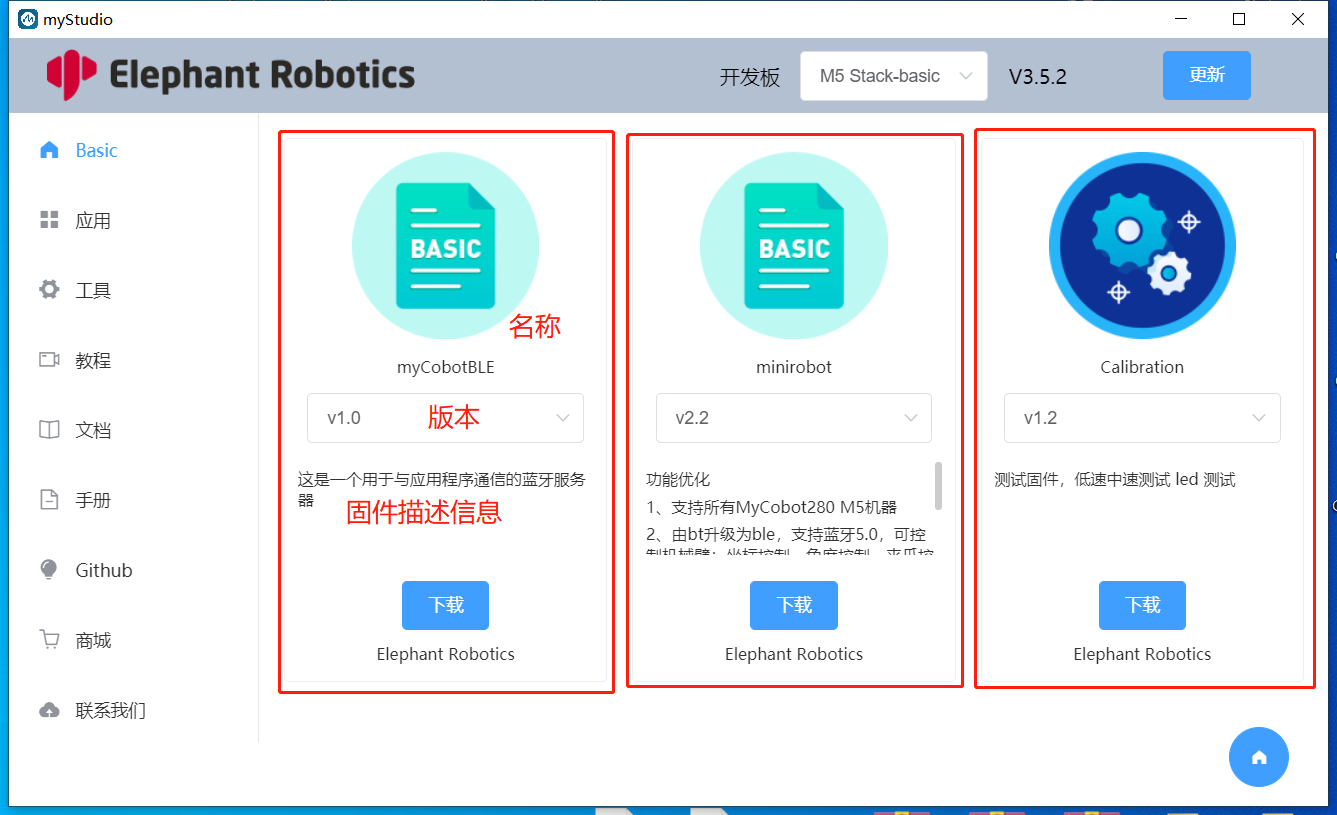 myStudio
Elephant Robotics
开发板
M5 Stack-basic
V3.5.2
更新
Basic
应用
工具
教程
文档
手册
Github
商城
联系我们
BASIC
名称
myCobotBLE
v1.0
版本
这是一个用于与应用程序通信的蓝牙服务
器
固件描述信息
下载
Elephant Robotics
BASIC
minirobot
v2.2
功能优化
1、支持所有MyCobot280 M5机器
2、由bt升级为ble，支持蓝牙5.0，可控
下载
Elephant Robotics
Calibration
v1.2
测试固件，低速中速测试 led 测试
下载
Elephant Robotics